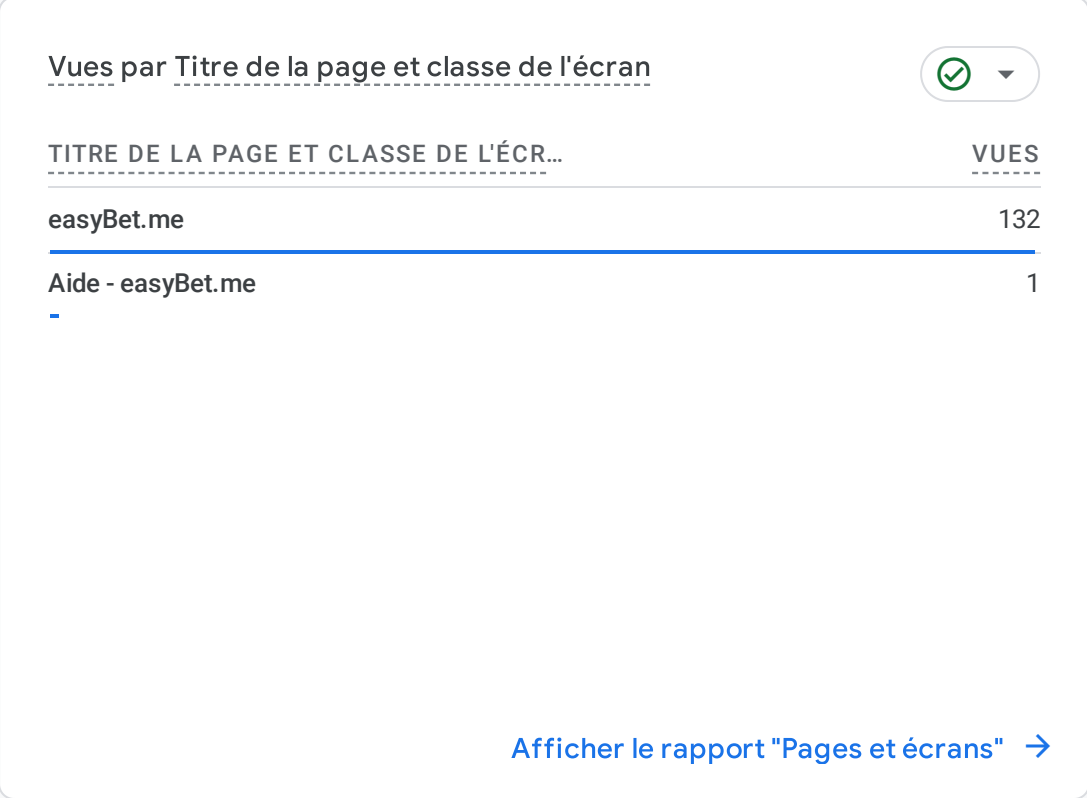 Vues par Titre de la page et classe de l'écran
TITRE DE LA PAGE ET CLASSE DE L'ÉCR… VUES
easyBet.me 132
Aide - easyBet.me 1
Afficher le rapport "Pages et écrans"